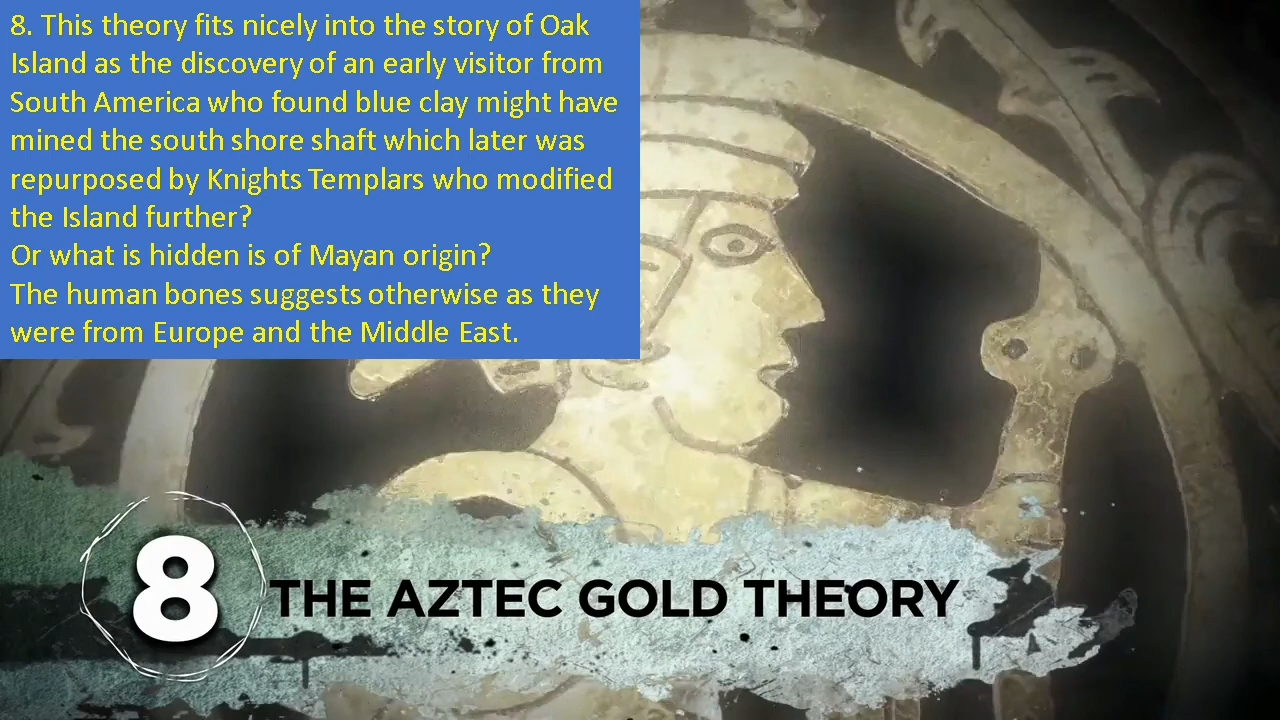 8. This theory fits nicely into the story of Oak
Island as the discovery of an early visitor from
South America who found blue clay might have
mined the south shore shaft which later was
repurposed by Knights Templars who modified
the Island further?
Or what is hidden is of Mayan origin?
The human bones suggests otherwise as they
were from Europe and the Middle East.
8 THE AZTEC GOLD THEORY